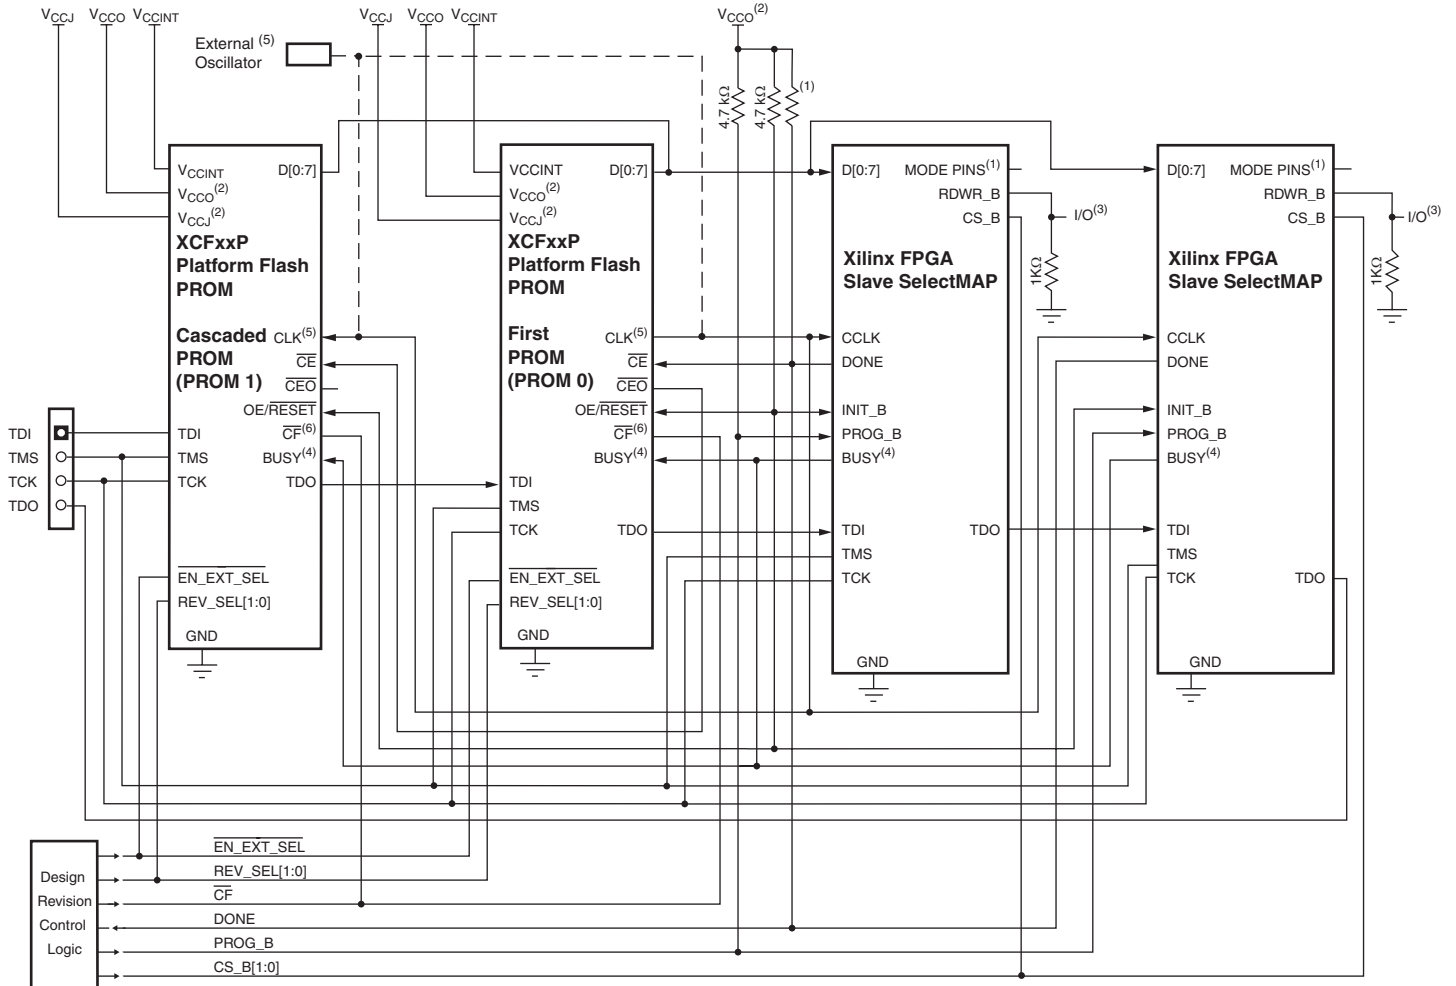 VCCJ VCCO VCCINT
VCCJ VCCO VCCINT
VCCO(2)
External (5)
Oscillator
4.7 kΩ
4.7 kΩ
(1)
VCCINT
VCCO(2)
VCCJ(2)
D[0:7]
XCFxxP
Platform Flash
PROM
Cascaded
PROM
(PROM 1)
CLK(5)
CE
CEO
OE/RESET
CF(6)
BUSY(4)
TDO
TDI
TMS
TCK
EN_EXT_SEL
REV_SEL[1:0]
GND
TDI
TMS
TCK
TDO
VCCINT
VCCO(2)
VCCJ(2)
D[0:7]
XCFxxP
Platform Flash
PROM
First
PROM
(PROM 0)
CLK(5)
CE
CEO
OE/RESET
CF(6)
BUSY(4)
TDI
TMS
TCK
TDO
EN_EXT_SEL
REV_SEL[1:0]
GND
D[0:7]
MODE PINS(1)
RDWR_B
CS_B
I/O(3)
1KΩ
Xilinx FPGA
Slave SelectMAP
CCLK
DONE
INIT_B
PROG_B
BUSY(4)
TDI
TMS
TCK
TDO
GND
D[0:7]
MODE PINS(1)
RDWR_B
CS_B
I/O(3)
1KΩ
Xilinx FPGA
Slave SelectMAP
CCLK
DONE
INIT_B
PROG_B
BUSY(4)
TDI
TMS
TCK
TDO
GND
Design
Revision
Control
Logic
EN_EXT_SEL
REV_SEL[1:0]
CF
DONE
PROG_B
CS_B[1:0]